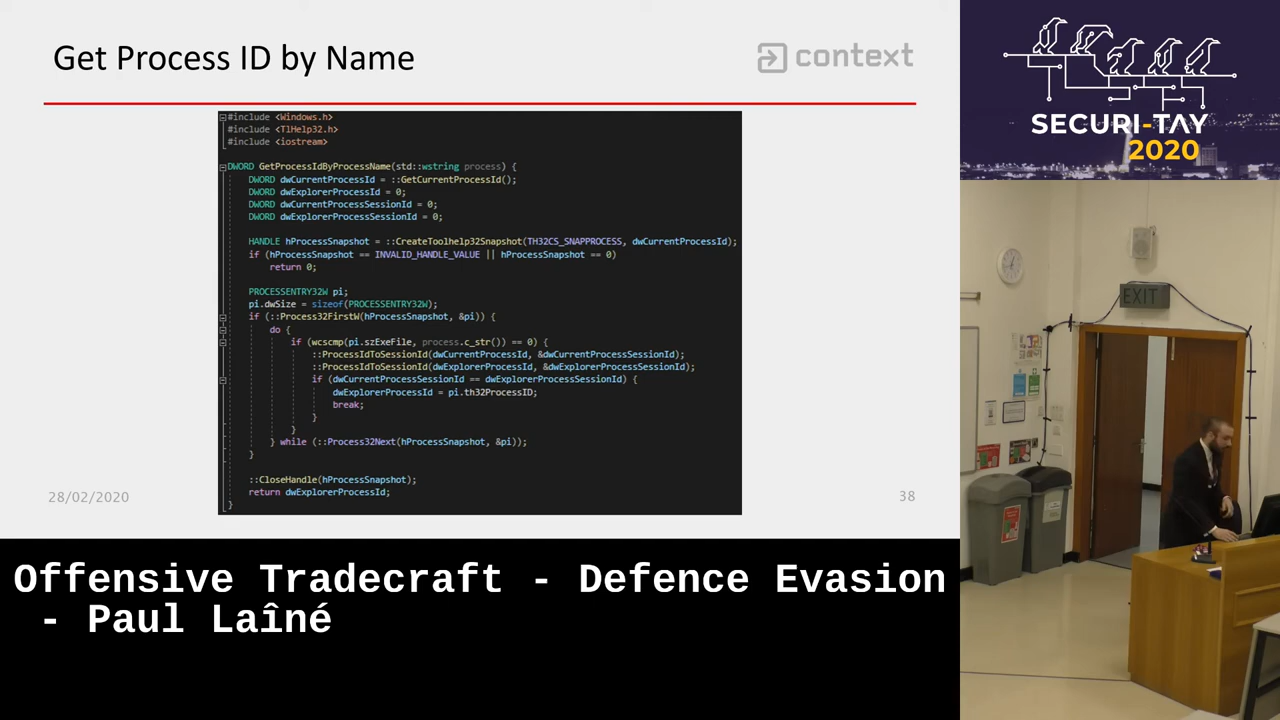 Get Process ID by Name
context
#include <Windows.h>
#include <TlHelp32.h>
#include <iostream>
DWORD GetProcessIdByProcessName(std::wstring process) {
DWORD dwCurrentProcessId = ::GetCurrentProcessId();
DWORD dwExplorerProcessId = 0;
DWORD dwCurrentProcessSessionId = 0;
DWORD dwExplorerProcessSessionId = 0;
HANDLE hProcessSnapshot = ::CreateToolhelp32Snapshot(TH32CS_SNAPPROCESS, dwCurrentProcessId);
if (hProcessSnapshot == INVALID_HANDLE_VALUE || hProcessSnapshot == 0)
return 0;
PROCESSENTRY32W pi;
pi.dwSize = sizeof(PROCESSENTRY32W);
if (::Process32FirstW(hProcessSnapshot, &pi)) {
do {
if (wcscmp(pi.szExeFile, process.c_str()) == 0) {
::ProcessIdToSessionId(dwCurrentProcessId, &dwCurrentProcessSessionId);
::ProcessIdToSessionId(dwExplorerProcessId, &dwExplorerProcessSessionId);
if (dwCurrentProcessSessionId == dwExplorerProcessSessionId) {
dwExplorerProcessId = pi.th32ProcessID;
break;
}
}
} while (::Process32Next(hProcessSnapshot, &pi));
}
::CloseHandle(hProcessSnapshot);
return dwExplorerProcessId;
}
28/02/2020
38
SECURI-TAY
2020
EXIT
Offensive Tradecraft - Defence Evasion
- Paul Laîné